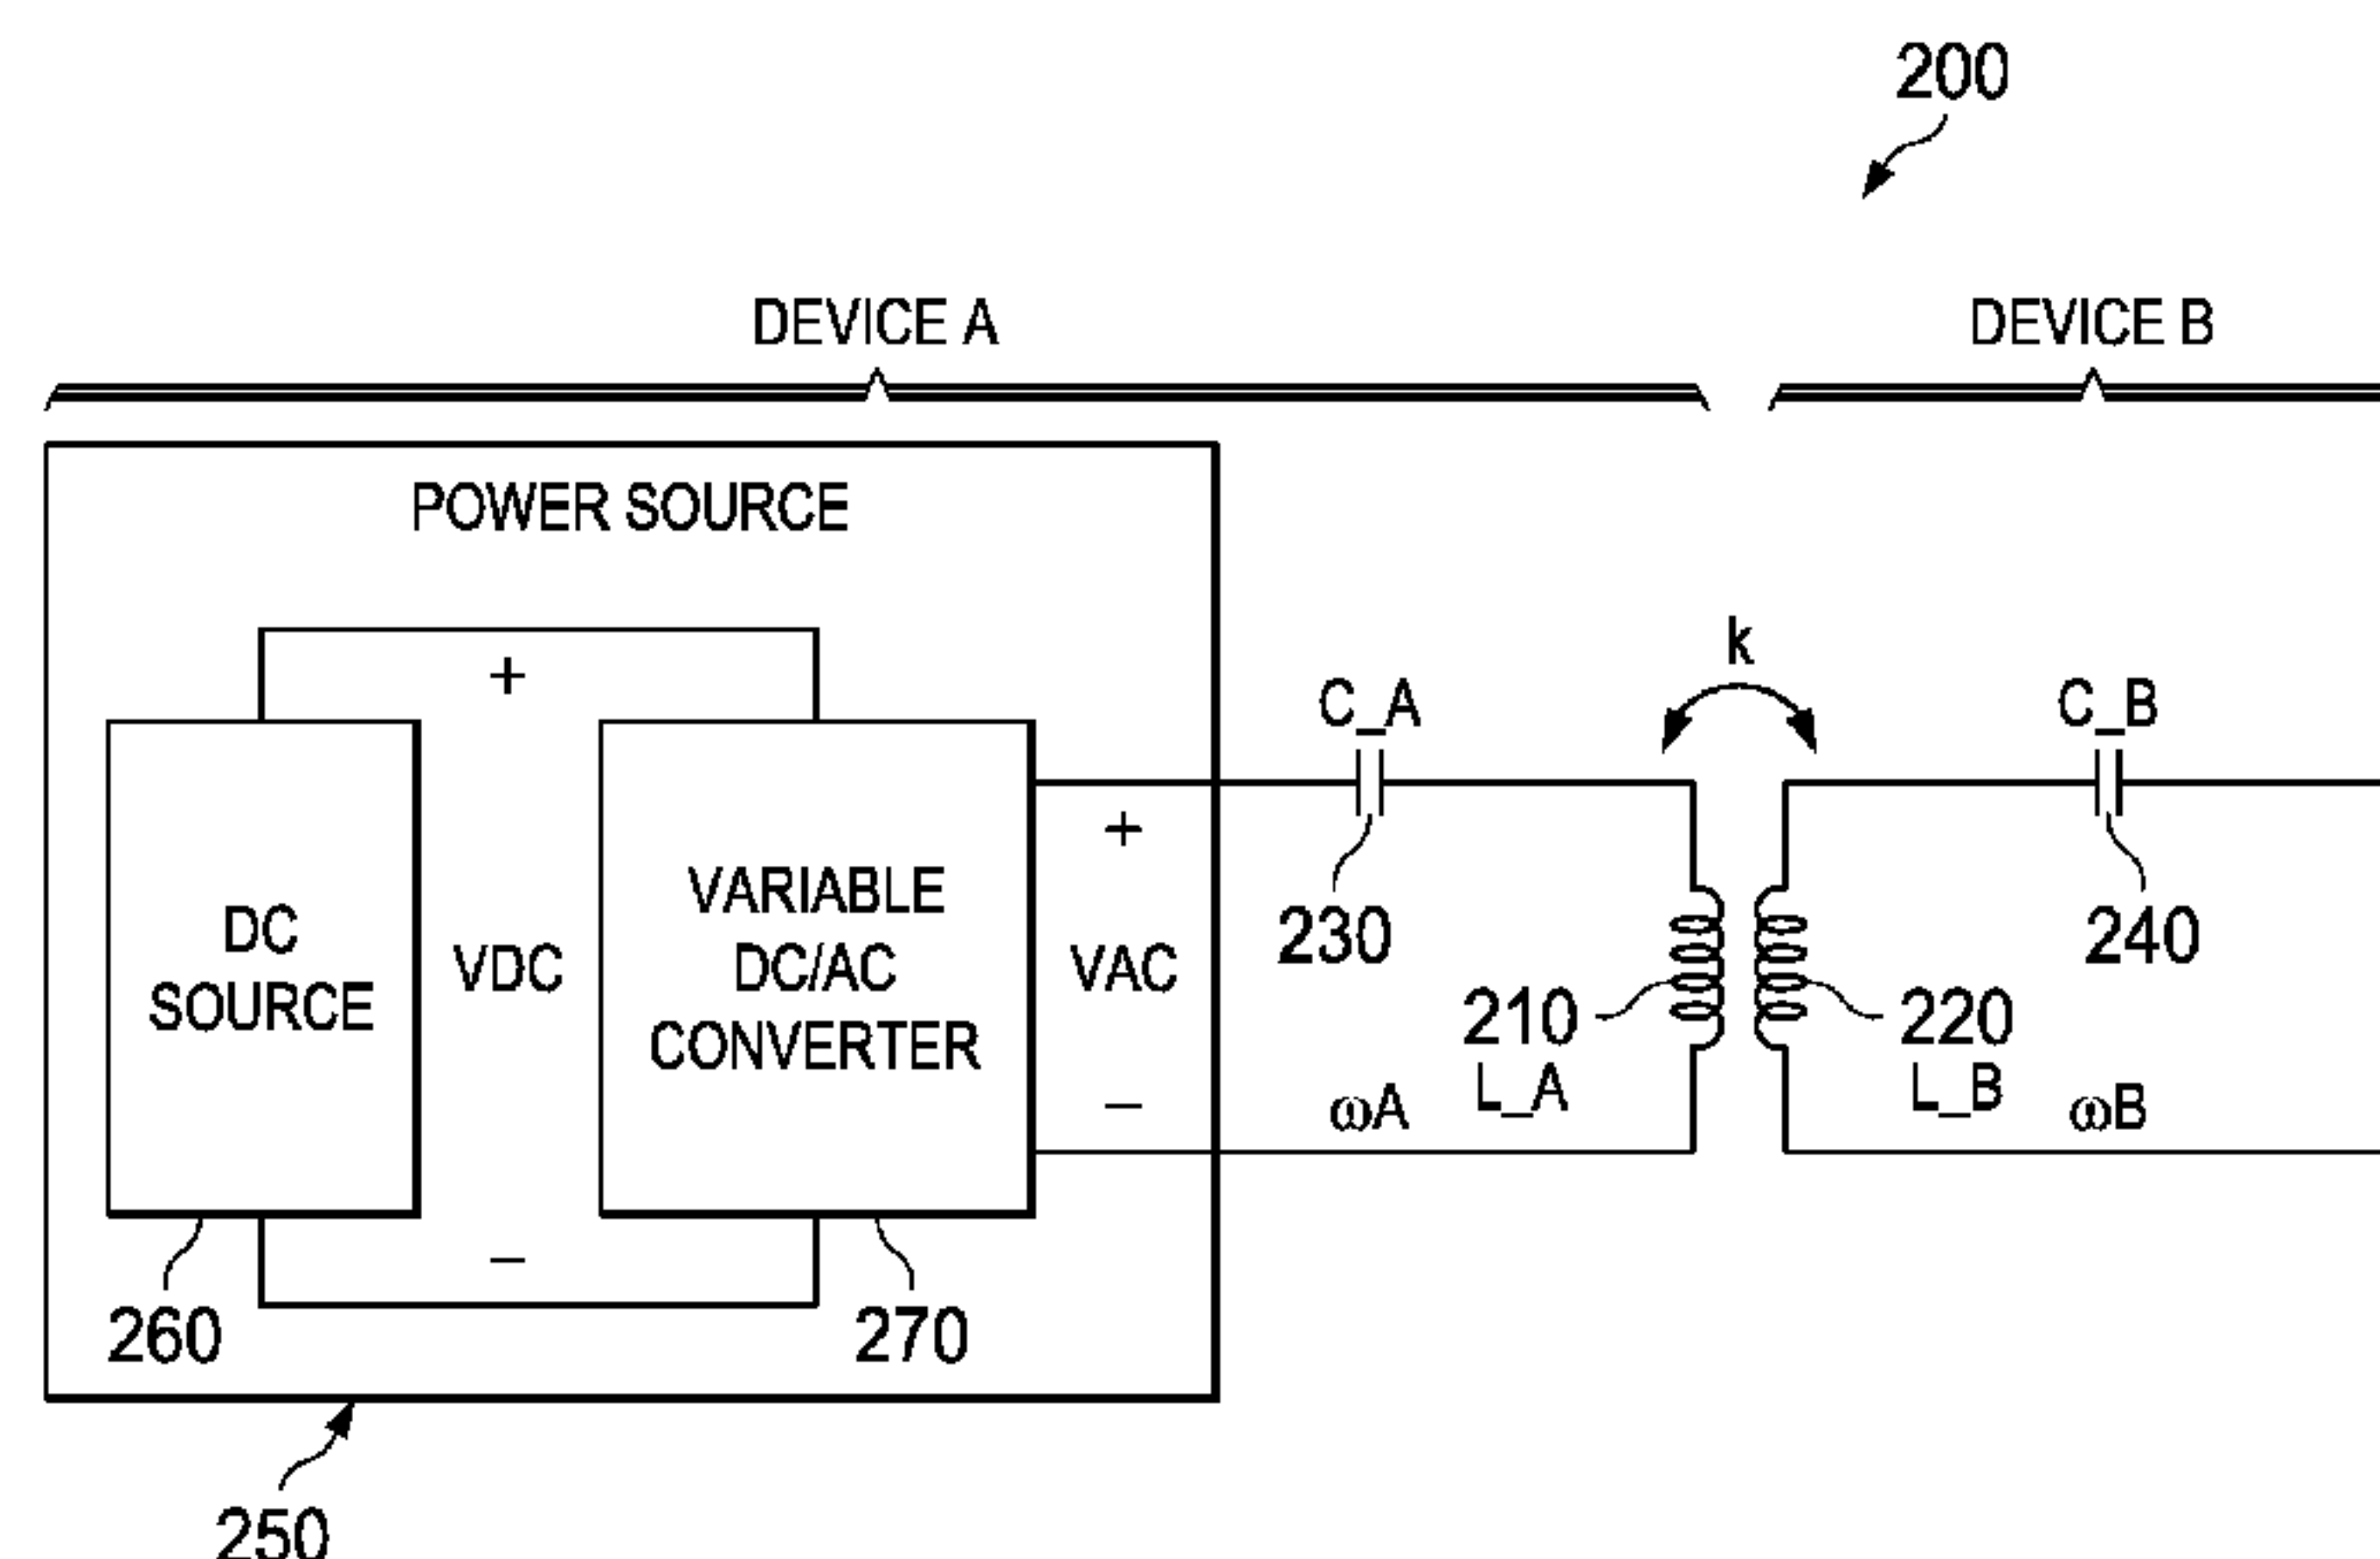 200
DEVICE A
DEVICE B
POWER SOURCE
k
+
C_A
C_B
+
DC
SOURCE
VDC
VARIABLE
DC/AC
CONVERTER
VAC
230
240
210
L_A
220
L_B
ωA
ωB
−
−
260
270
250